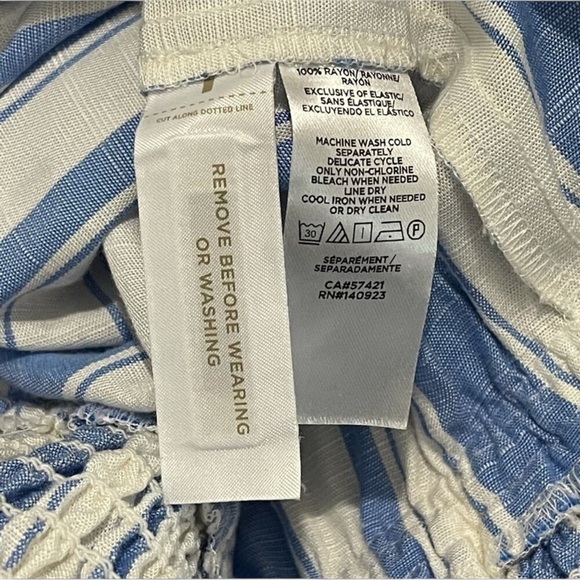 CUT ALONG DOTTED LINE
REMOVE BEFORE WEARING
OR WASHING
100% RAYON/RAYONNE/
RAYÓN
EXCLUSIVE OF ELASTIC/
SANS ÉLASTIQUE/
EXCLUYENDO EL ELÁSTICO
MACHINE WASH COLD
SEPARATELY
DELICATE CYCLE
ONLY NON-CHLORINE
BLEACH WHEN NEEDED
LINE DRY
COOL IRON WHEN NEEDED
OR DRY CLEAN
30 P
SÉPARÉMENT/
SEPARADAMENTE
CA#57421
RN#140923